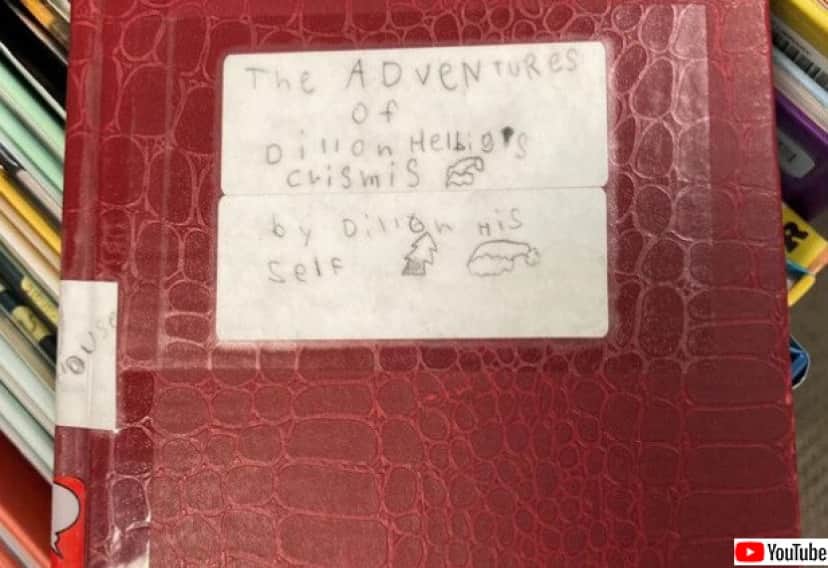 The ADVENTURES
of
Dillon Helbig's
crismis
by Dillon His
Self
YouTube